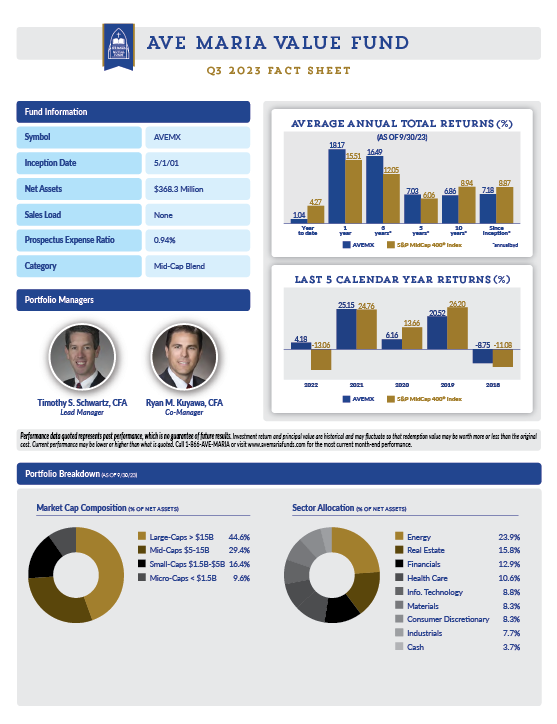 AVE MARIA VALUE FUND
Q3 2023 FACT SHEET
Fund Information
Symbol AVEMX
Inception Date 5/1/01
Net Assets $368.3 Million
Sales Load None
Prospectus Expense Ratio 0.94%
Category Mid-Cap Blend
Portfolio Managers
Timothy S. Schwartz, CFA
Lead Manager
Ryan M. Kuyawa, CFA
Co-Manager
AVERAGE ANNUAL TOTAL RETURNS (%)
(AS OF 9/30/23)
1.04 4.27 18.17 15.51 16.49 12.05 7.03 6.06 6.86 8.94 7.18 8.87
Year to date
1 year
year*
5 year*
10 years*
Since Inception*
AVEMX S&P MidCap 400® Index *annualized
LAST 5 CALENDAR YEAR RETURNS (%)
4.18 -13.06 25.15 24.76 6.16 13.66 20.52 26.20 -8.75 -11.08
2022 2021 2020 2019 2018
AVEMX S&P MidCap 400® Index
Performance data quoted represents past performance, which is no guarantee of future results. Investment return and principal value are historical and may fluctuate so that redemption value may be worth more or less than the original
cost. Current performance may be lower or higher than what is quoted. Call 1-866-AVE-MARIA or visit www.avemariafunds.com for the most current month-end performance.
Portfolio Breakdown (AS OF 9/30/23)
Market Cap Composition (% OF NET ASSETS)
Large-Caps > $15B 44.6%
Mid-Caps $5-15B 29.4%
Small-Caps $1.5B-$5B 16.4%
Micro-Caps < $1.5B 9.6%
Sector Allocation (% OF NET ASSETS)
Energy 23.9%
Real Estate 15.8%
Financials 12.9%
Health Care 10.6%
Info. Technology 8.8%
Materials 8.3%
Consumer Discretionary 8.3%
Industrials 7.7%
Cash 3.7%